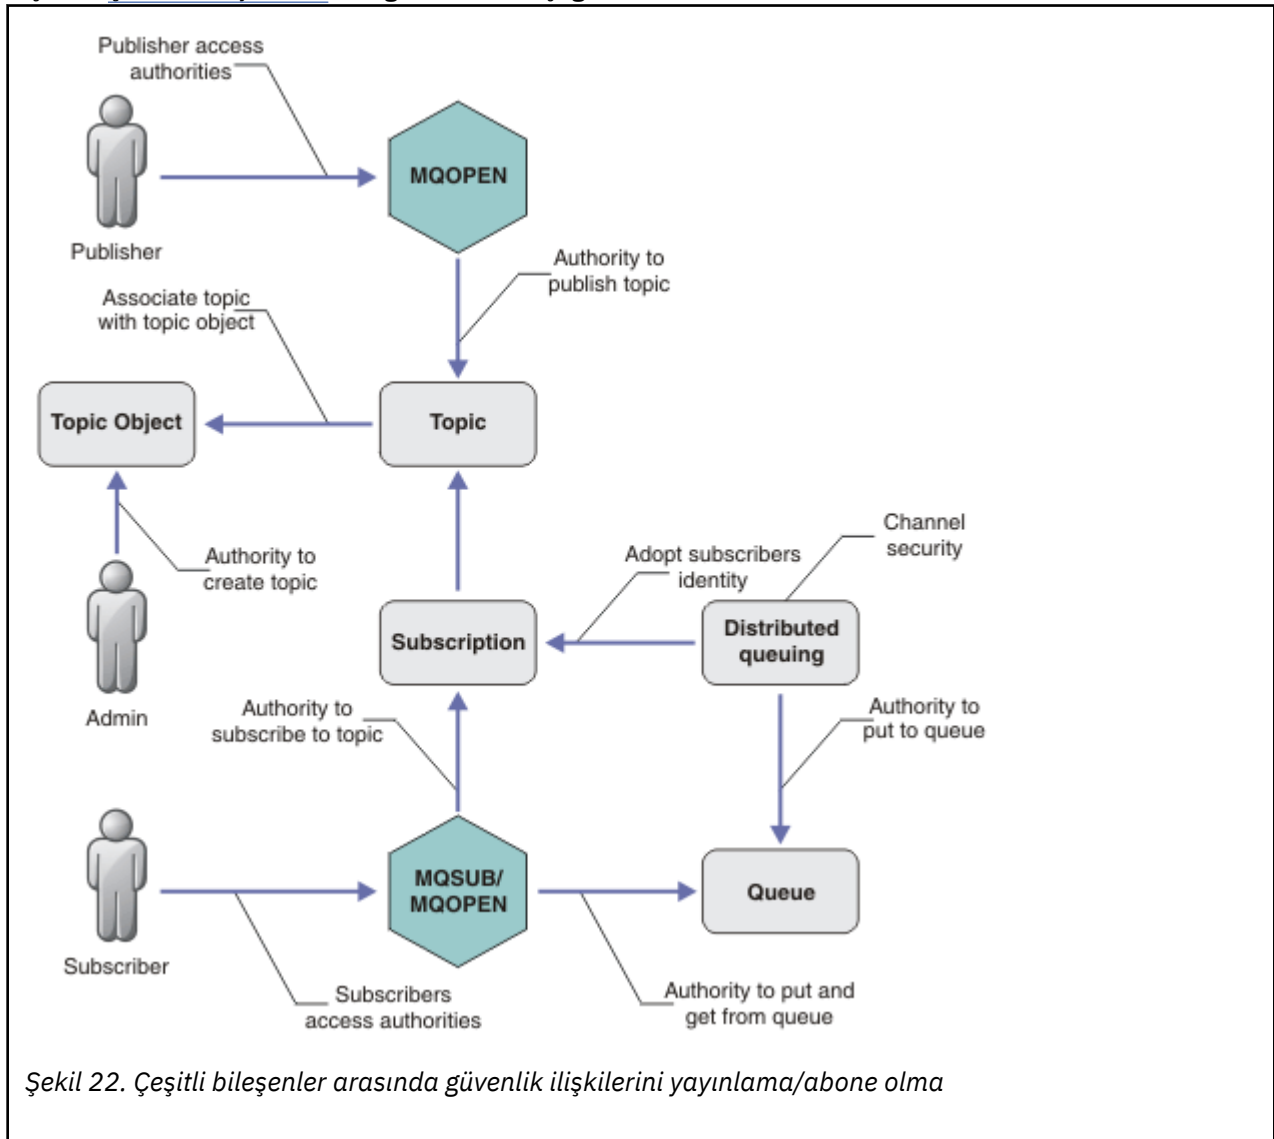 Publisher access
authorities
MQOPEN
Publisher
Authority to
publish topic
Associate topic
with topic object
Topic Object
Topic
Channel
security
Authority to
create topic
Adopt subscribers
identity
Subscription
Distributed
queuing
Admin
Authority to
subscribe to topic
Authority to
put to queue
MQSUB/
MQOPEN
Queue
Subscriber
Subscribers
access authorities
Authority to put and
get from queue
Şekil 22. Çeşitli bileşenler arasında güvenlik ilişkilerini yayınlama/abone olma